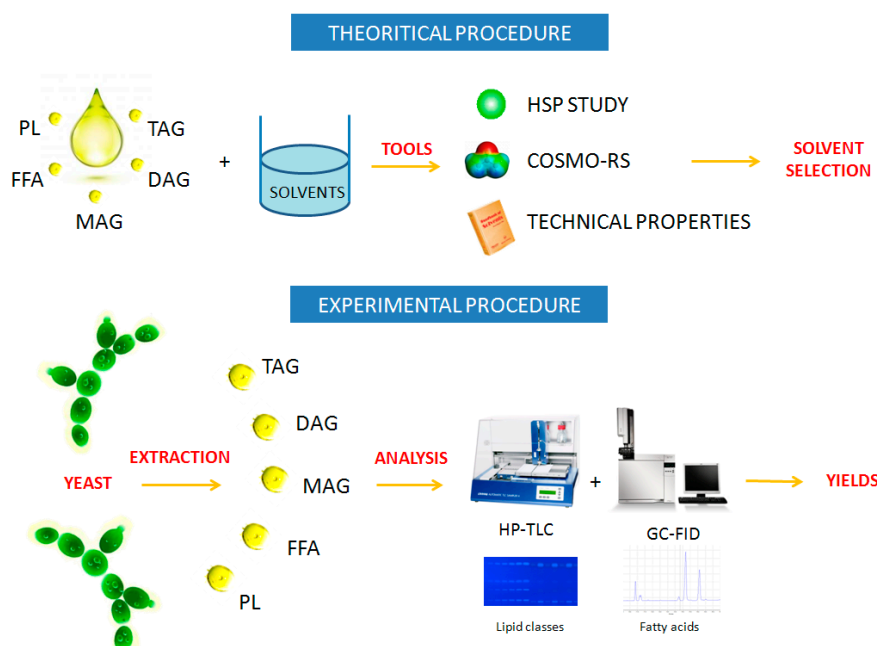 THEORITICAL PROCEDURE
PL
TAG
FFA
DAG
MAG
+
SOLVENTS
TOOLS
HSP STUDY
COSMO-RS
TECHNICAL PROPERTIES
SOLVENT
SELECTION
EXPERIMENTAL PROCEDURE
YEAST
EXTRACTION
TAG
DAG
MAG
FFA
PL
ANALYSIS
+
HP-TLC
GC-FID
YIELDS
Lipid classes
Fatty acids